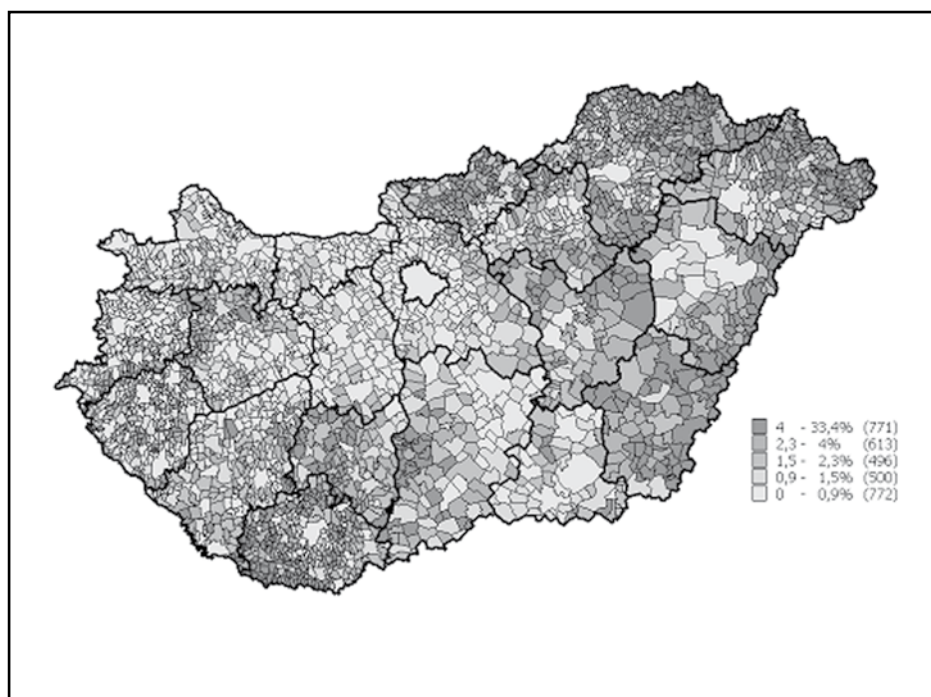 4 - 33,4% (771)
2,3 - 4% (613)
1,5 - 2,3% (496)
0,9 - 1,5% (500)
0 - 0,9% (772)